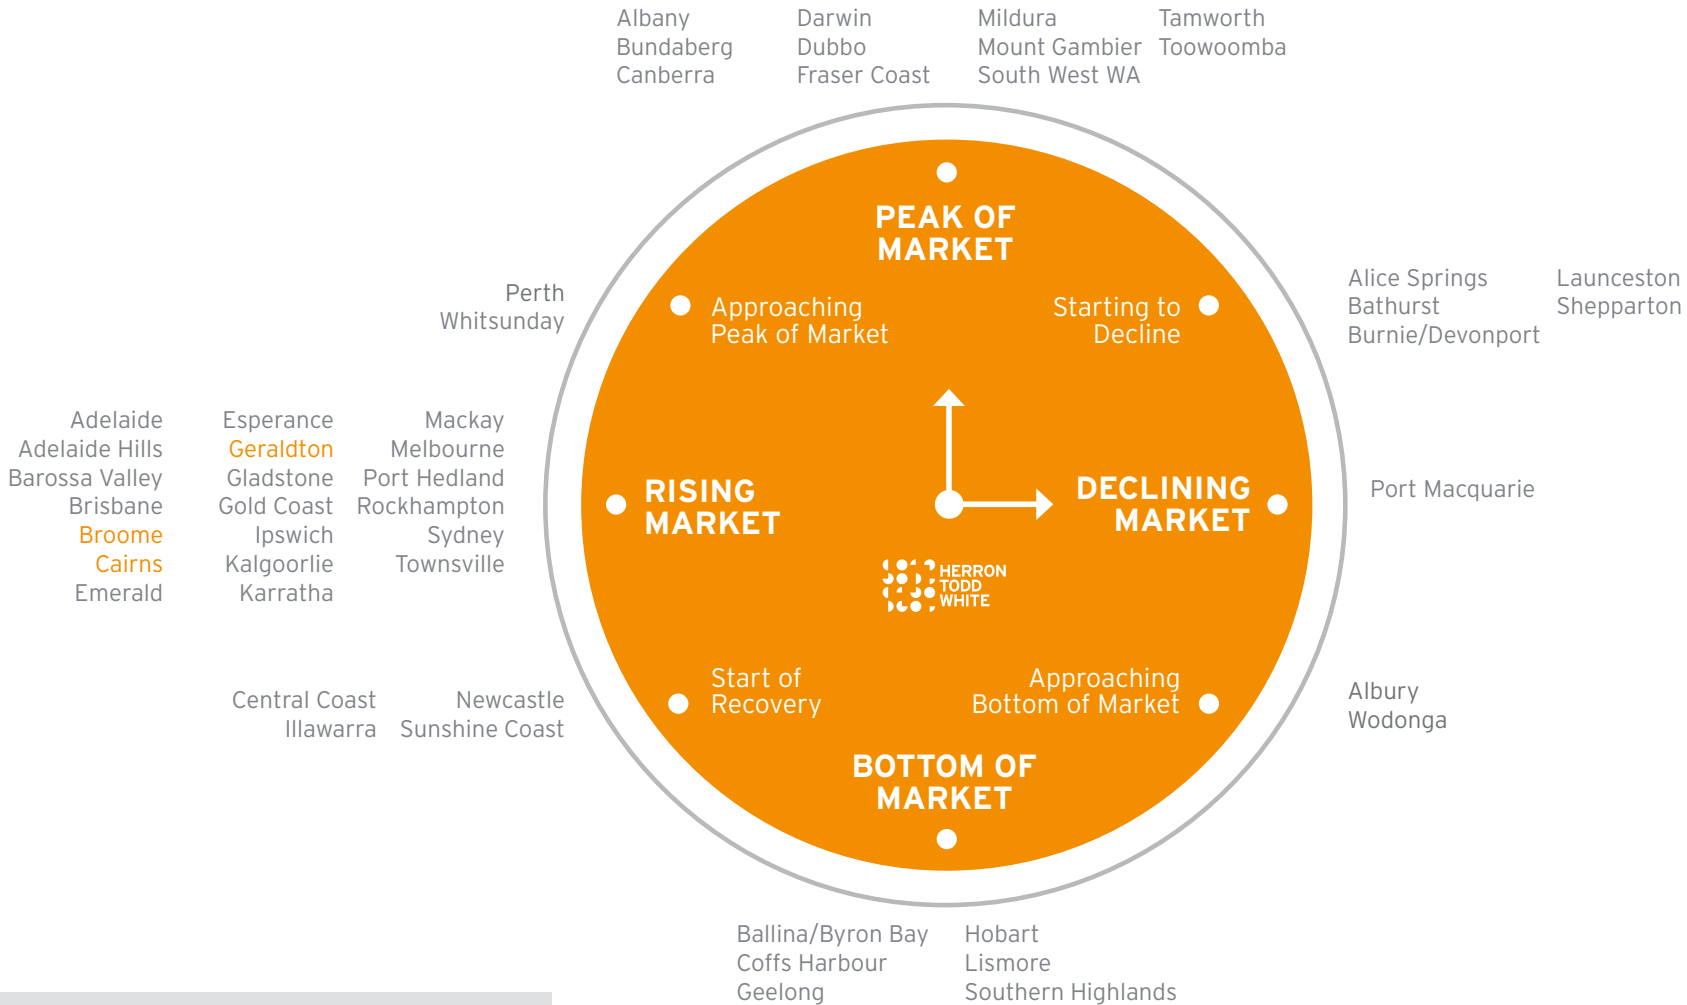 Albany
Bundaberg
Canberra
Darwin
Dubbo
Fraser Coast
Mildura
Mount Gambier
South West WA
Tamworth
Toowoomba
PEAK OF
MARKET
Perth
Whitsunday
Approaching
Peak of Market
Starting to
Decline
Alice Springs
Bathurst
Burnie/Devonport
Launceston
Shepparton
Adelaide
Adelaide Hills
Barossa Valley
Brisbane
Broome
Cairns
Emerald
Esperance
Geraldton
Gladstone
Gold Coast
Ipswich
Kalgoorlie
Karratha
Mackay
Melbourne
Port Hedland
Rockhampton
Sydney
Townsville
RISING
MARKET
DECLINING
MARKET
Port Macquarie
HERRON
TODD
WHITE
Central Coast
Illawarra
Newcastle
Sunshine Coast
Start of
Recovery
Approaching
Bottom of Market
Albury
Wodonga
BOTTOM OF
MARKET
Ballina/Byron Bay
Coffs Harbour
Geelong
Hobart
Lismore
Southern Highlands